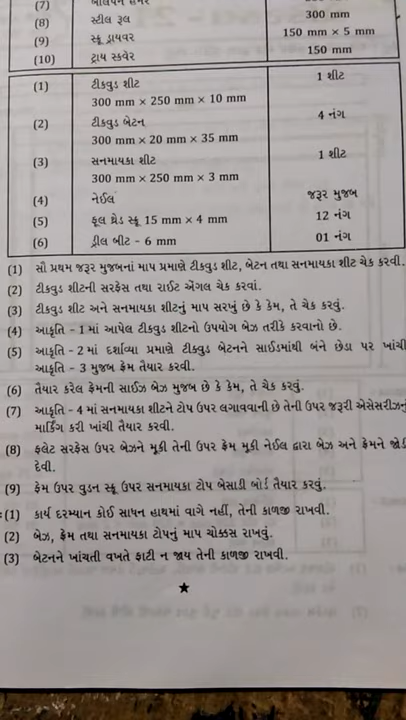 (7)
(8) સ્ટીલ રૂલ 300 mm
(9) સ્ક્રૂ ડ્રાયવર 150 mm × 5 mm
(10) ટ્રાય સ્ક્વેર 150 mm
(1) ટીકવુડ શીટ 1 શીટ
300 mm × 250 mm × 10 mm
(2) ટીકવુડ બેટન 4 નંગ
300 mm × 20 mm × 35 mm
(3) સનમાયકા શીટ 1 શીટ
300 mm × 250 mm × 3 mm
(4) નેઈલ જરૂર મુજબ
(5) ફૂલ થ્રેડ સ્ક્રૂ 15 mm × 4 mm 12 નંગ
(6) ડ્રીલ બીટ - 6 mm 01 નંગ
(1) સૌ પ્રથમ જરૂર મુજબનાં માપ પ્રમાણે ટીકવુડ શીટ, બેટન તથા સનમાયકા શીટ ચેક કરવી.
(2) ટીકવુડ શીટની સરફેસ તથા રાઈટ એંગલ ચેક કરવાં.
(3) ટીકવુડ શીટ અને સનમાયકા શીટનું માપ સરખું છે કે કેમ, તે ચેક કરવું.
(4) આકૃતિ - 1 માં આપેલ ટીકવુડ શીટનો ઉપયોગ બેઝ તરીકે કરવાનો છે.
(5) આકૃતિ - 2 માં દર્શાવ્યા પ્રમાણે ટીકવુડ બેટનને સાઈડમાંથી બંને છેડા પર ખાંચી
આકૃતિ - 3 મુજબ ફ્રેમ તૈયાર કરવી.
(6) તૈયાર કરેલ ફ્રેમની સાઈઝ બેઝ મુજબ છે કે કેમ, તે ચેક કરવું.
(7) આકૃતિ - 4 માં સનમાયકા શીટને ટોપ ઉપર લગાવવાની છે તેની ઉપર જરૂરી એસેસરીઝનું
માર્કિંગ કરી ખાંચી તૈયાર કરવી.
(8) ફ્લેટ સરફેસ ઉપર બેઝને મૂકી તેની ઉપર ફ્રેમ મૂકી નેઈલ દ્વારા બેઝ અને ફ્રેમને જોડી
દેવી.
(9) ફ્રેમ ઉપર વુડન સ્ક્રૂ ઉપર સનમાયકા ટોપ બેસાડી બોર્ડ તૈયાર કરવું.
: (1) કાર્ય દરમ્યાન કોઈ સાધન હાથમાં વાગે નહીં, તેની કાળજી રાખવી.
(2) બેઝ, ફ્રેમ તથા સનમાયકા ટોપનું માપ ચોક્કસ રાખવું.
(3) બેટનને ખાંચતી વખતે ફાટી ન જાય તેની કાળજી રાખવી.